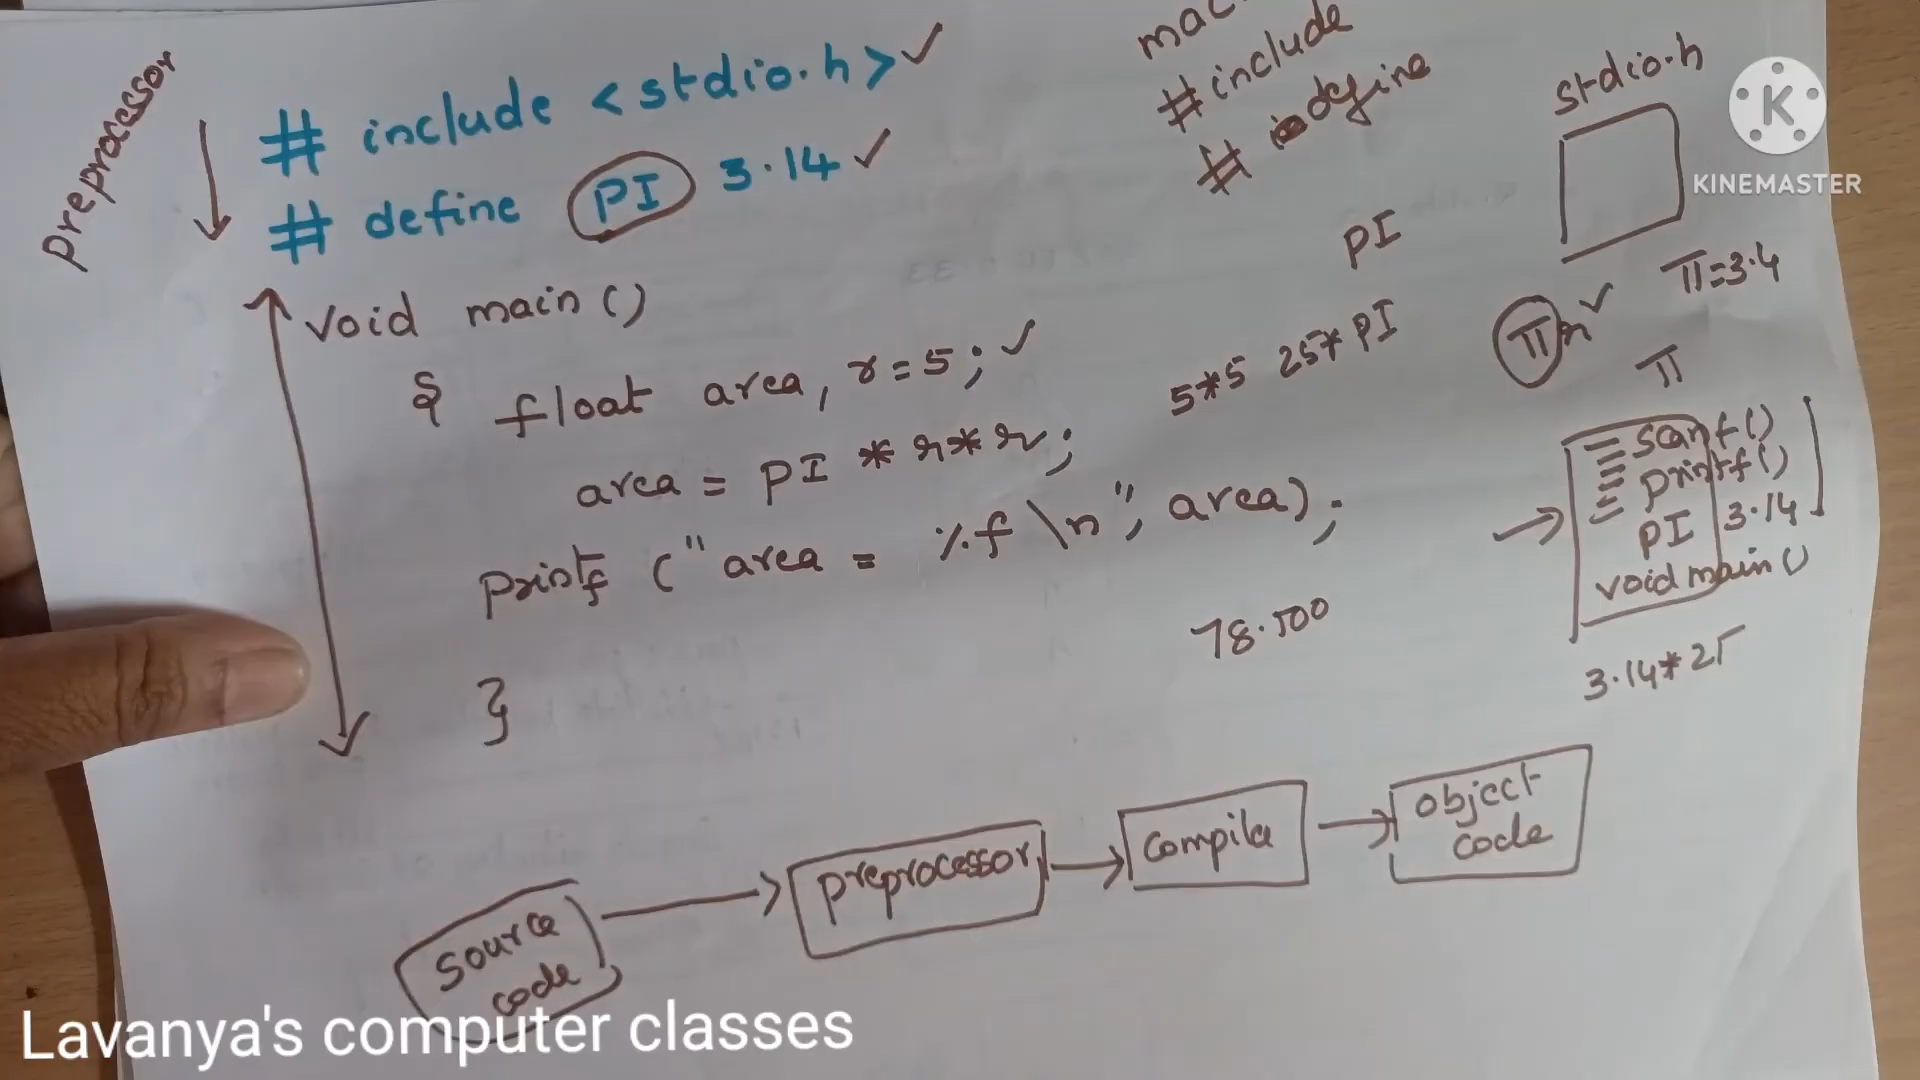 preprocessor
# include <stdio.h> ✓
# define PI 3.14 ✓
void main ()
{ float area, r = 5; ✓
area = PI * r * r;
printf (" area = %f \n", area);
}
# include
# define
PI
5*5 25* PI
78.500
stdio.h
π=3.4
π
scanf()
printf()
PI 3.14
void main ()
3.14*25
source code
preprocessor
compile
object code
KINEMASTER
Lavanya's computer classes